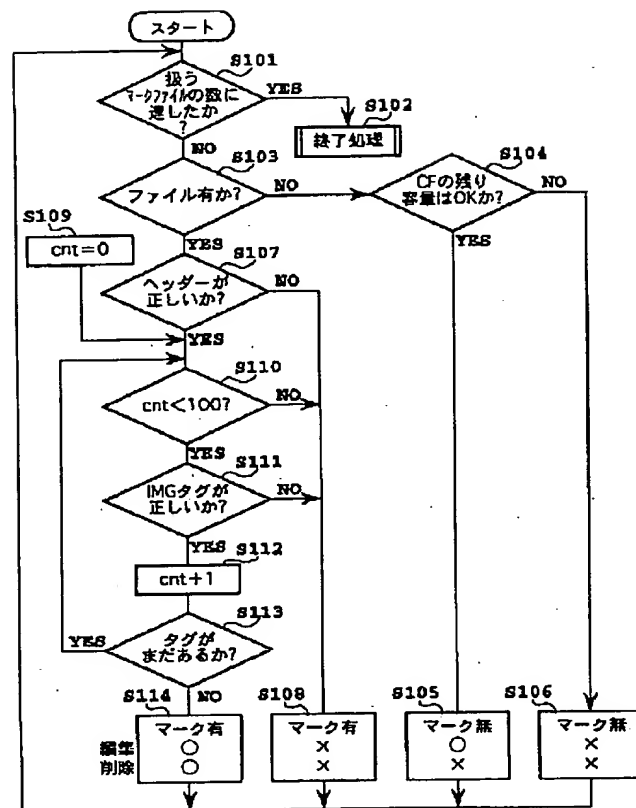 スタート
S101
扱う
マークファイルの数に
達したか
?
YES
S102
終了処理
NO
S103
ファイル有か?
NO
S104
CFの残り
容量はOKか?
NO
YES
S109
cnt=0
YES
S107
ヘッダーが
正しいか?
NO
YES
S110
cnt<100?
NO
YES
S111
IMGタグが
正しいか?
NO
YES
S112
cnt+1
S113
タグが
まだあるか?
YES
NO
S114
マーク有
編集 ○
削除 ○
S108
マーク有
×
×
S105
マーク無
○
×
S106
マーク無
×
×